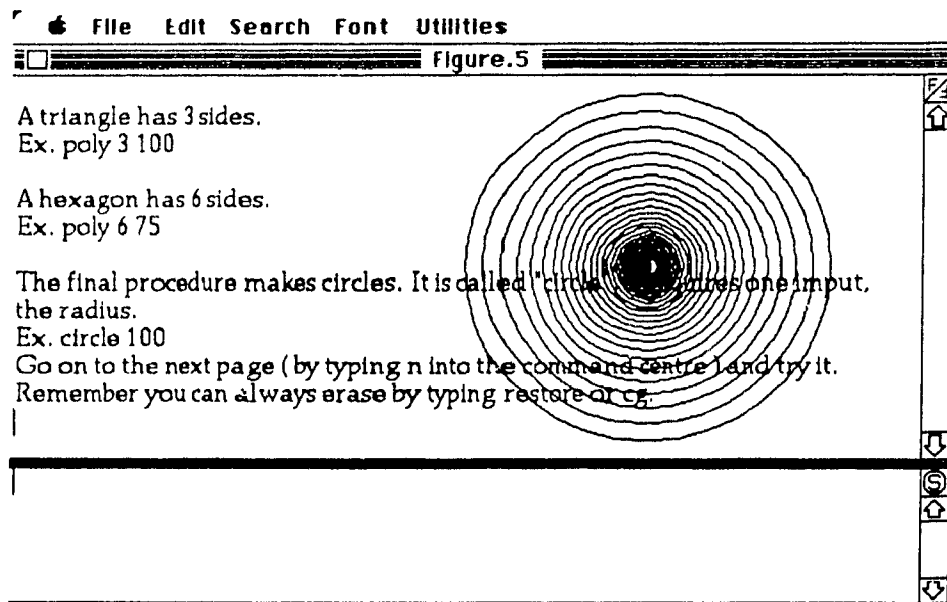 File Edit Search Font Utilities
Figure.5
A triangle has 3 sides.
Ex. poly 3 100
A hexagon has 6 sides.
Ex. poly 6 75
The final procedure makes circles. It is called "circle" one imput,
the radius.
Ex. circle 100
Go on to the next page ( by typing n into the command centre ) and try it.
Remember you can always erase by typing restore or cg.
S